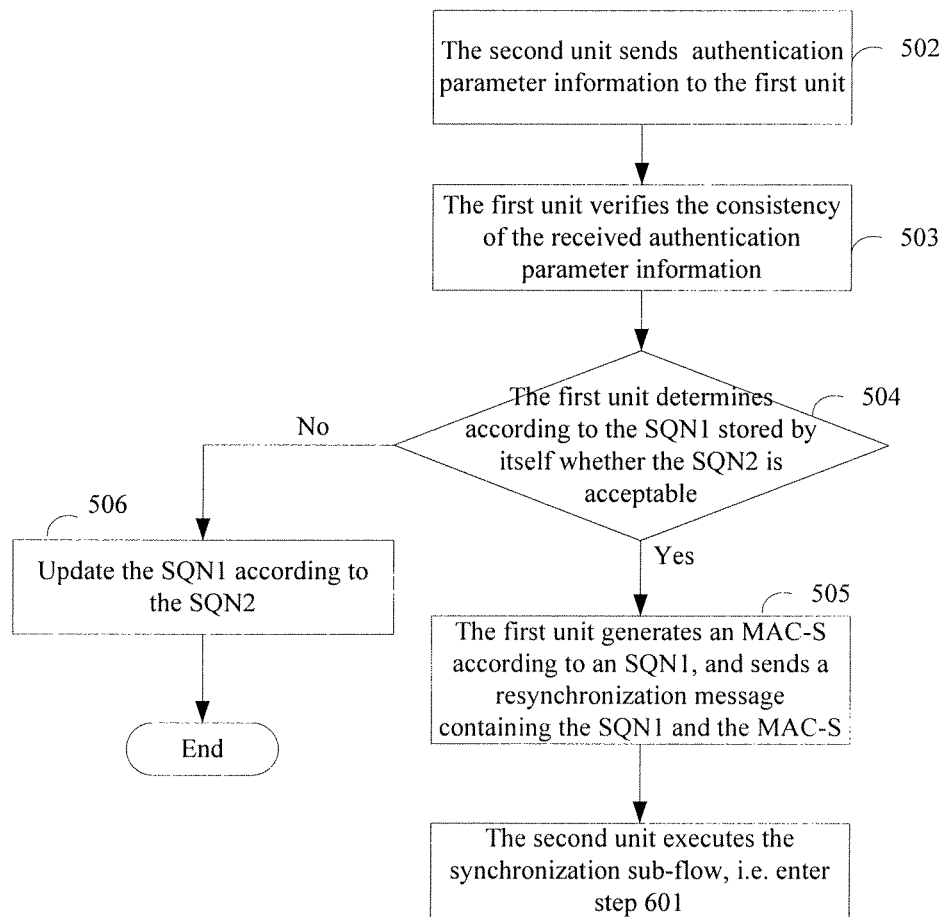 The second unit sends authentication
parameter information to the first unit
502
The first unit verifies the consistency
of the received authentication
parameter information
503
The first unit determines
according to the SQN1 stored by
itself whether the SQN2 is
acceptable
504
No
Yes
506
Update the SQN1 according to
the SQN2
End
505
The first unit generates an MAC-S
according to an SQN1, and sends a
resynchronization message
containing the SQN1 and the MAC-S
The second unit executes the
synchronization sub-flow, i.e. enter
step 601